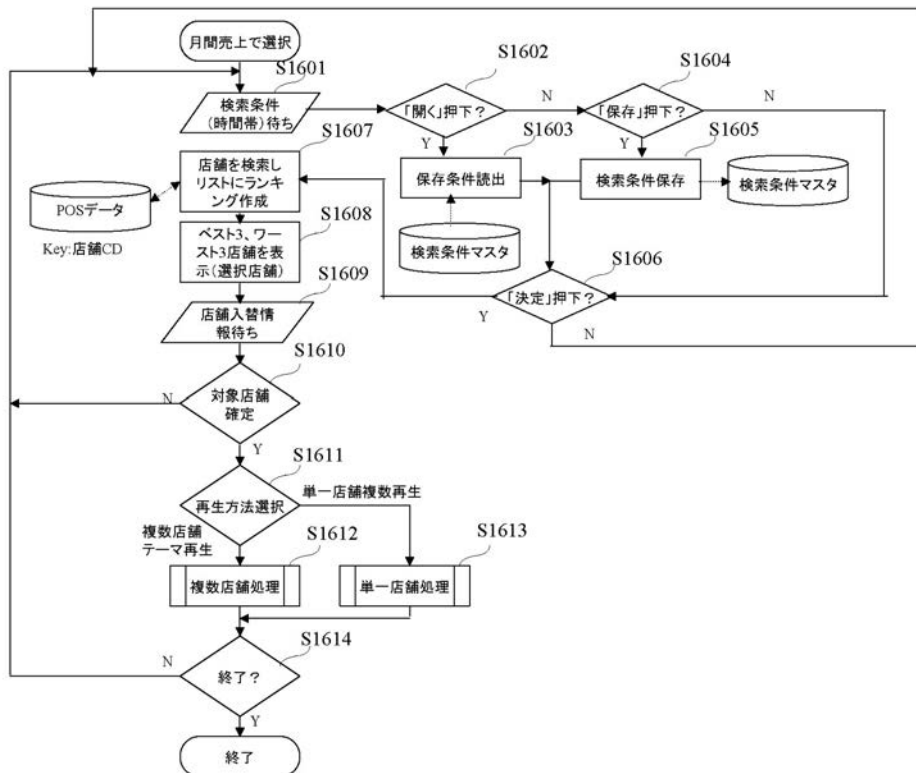 月間売上で選択
S1601
検索条件
(時間帯)待ち
S1602
「開く」押下?
N
Y
S1604
「保存」押下?
N
Y
S1603
保存条件読出
検索条件マスタ
S1605
検索条件保存
検索条件マスタ
S1606
「決定」押下?
Y
N
S1607
店舗を検索し
リストにランキ
ング作成
POSデータ
Key:店舗CD
S1608
ベスト3、ワー
スト3店舗を表
示(選択店舗)
S1609
店舗入替情
報待ち
S1610
対象店舗
確定
N
Y
S1611
再生方法選択
単一店舗複数再生
複数店舗
テーマ再生
S1612
複数店舗処理
S1613
単一店舗処理
S1614
終了?
N
Y
終了